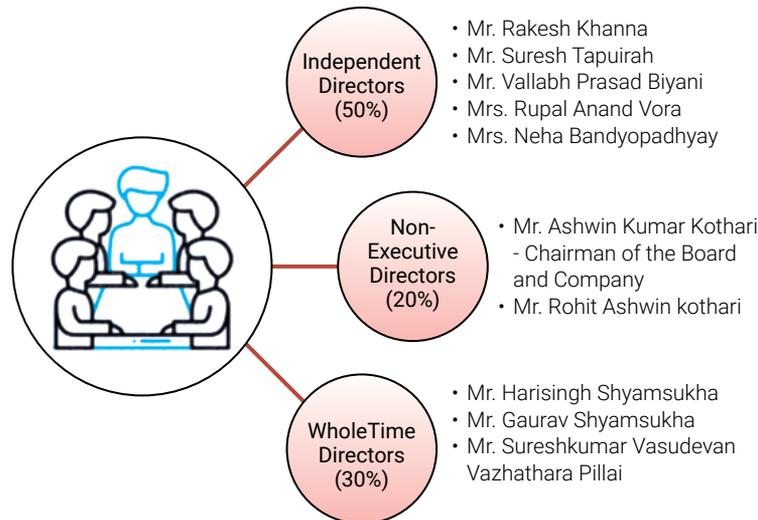 Independent
Directors
(50%)
• Mr. Rakesh Khanna
• Mr. Suresh Tapuirah
• Mr. Vallabh Prasad Biyani
• Mrs. Rupal Anand Vora
• Mrs. Neha Bandyopadhyay
Non-
Executive
Directors
(20%)
• Mr. Ashwin Kumar Kothari
- Chairman of the Board
and Company
• Mr. Rohit Ashwin kothari
WholeTime
Directors
(30%)
• Mr. Harisingh Shyamsukha
• Mr. Gaurav Shyamsukha
• Mr. Sureshkumar Vasudevan
Vazhathara Pillai